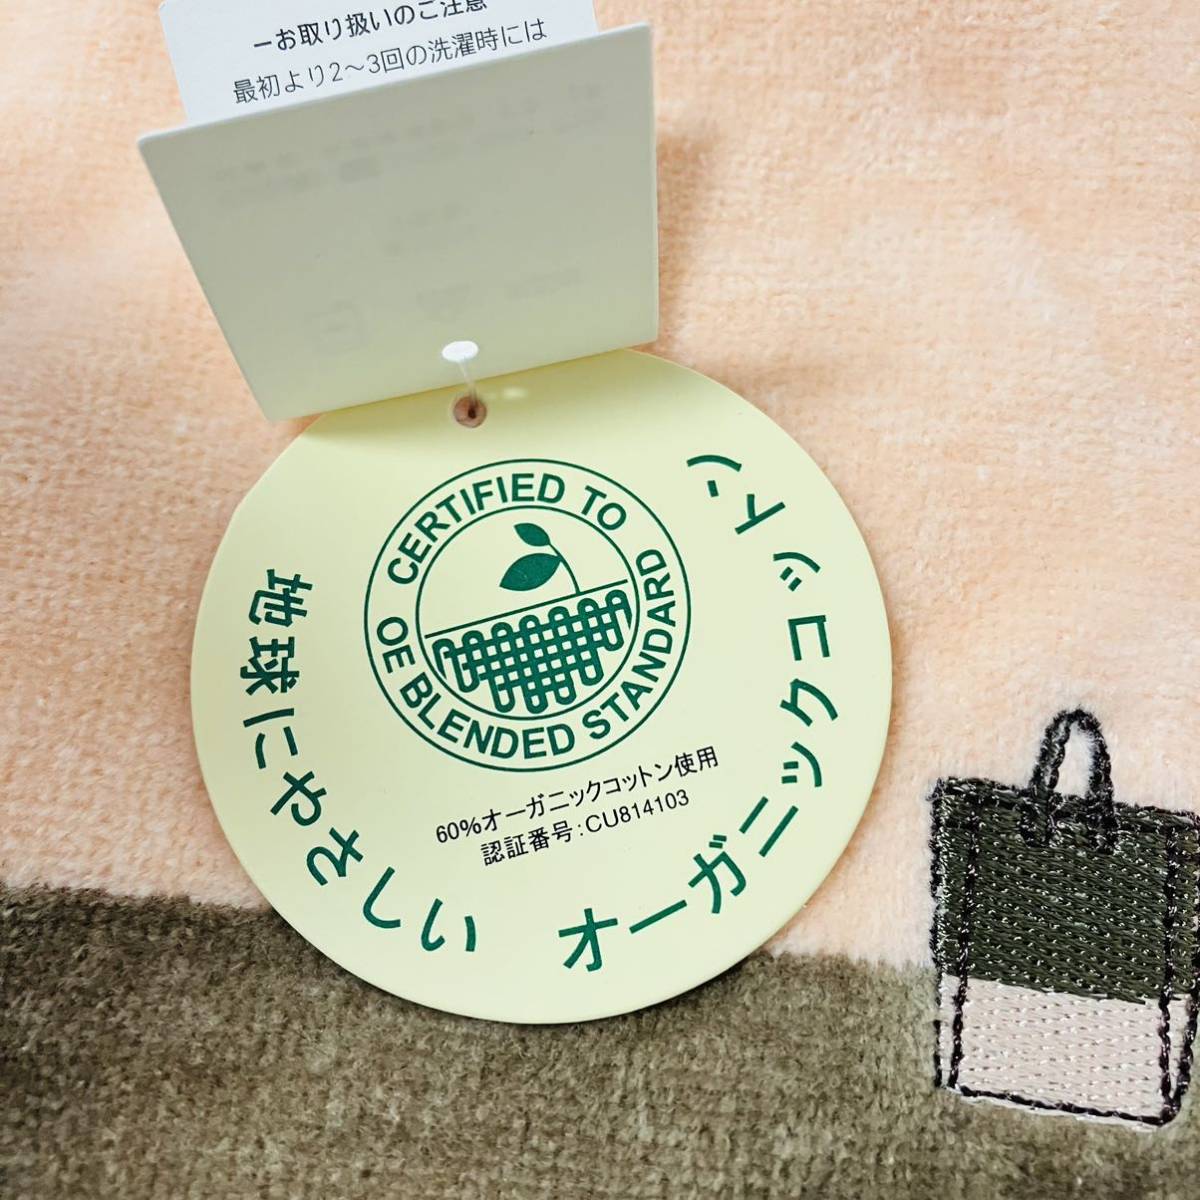 ーお取り扱いのご注意
最初より2〜3回の洗濯時には
CERTIFIED TO
OE BLENDED STANDARD
60%オーガニックコットン使用
認証番号:CU814103
地球にやさしい オーガニックコットン